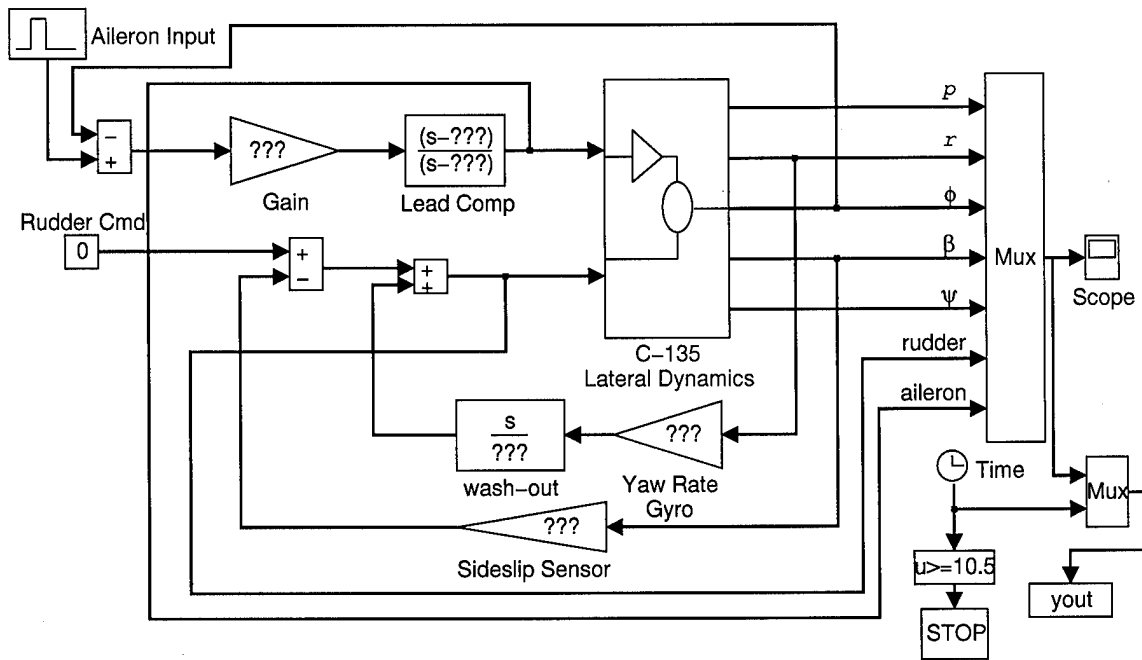 Aileron Input
p
−
+
???
(s−???)
(s−???)
r
Gain
Lead Comp
ϕ
Rudder Cmd
0
+
−
+
+
β
Mux
Scope
ψ
C−135
Lateral Dynamics
rudder
aileron
s
???
???
wash−out
Yaw Rate
Gyro
Time
Mux
???
Sideslip Sensor
u>=10.5
yout
STOP